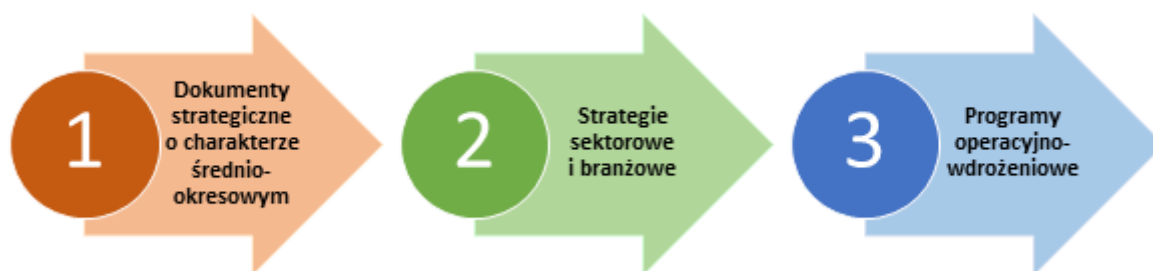 1
Dokumenty
strategiczne
o charakterze
średnio-
okresowym
2
Strategie
sektorowe
i branżowe
3
Programy
operacyjno-
wdrożeniowe